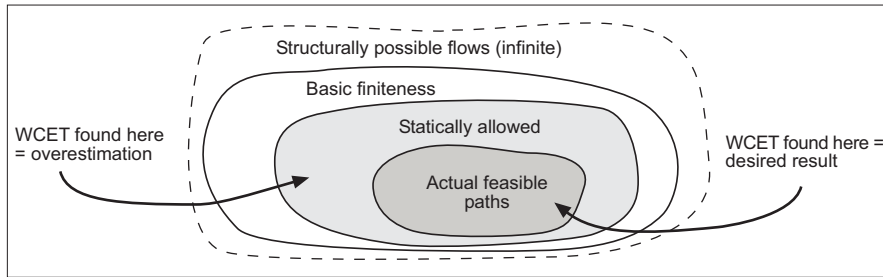 Structurally possible flows (infinite)
Basic finiteness
WCET found here
= overestimation
Statically allowed
WCET found here =
desired result
Actual feasible
paths